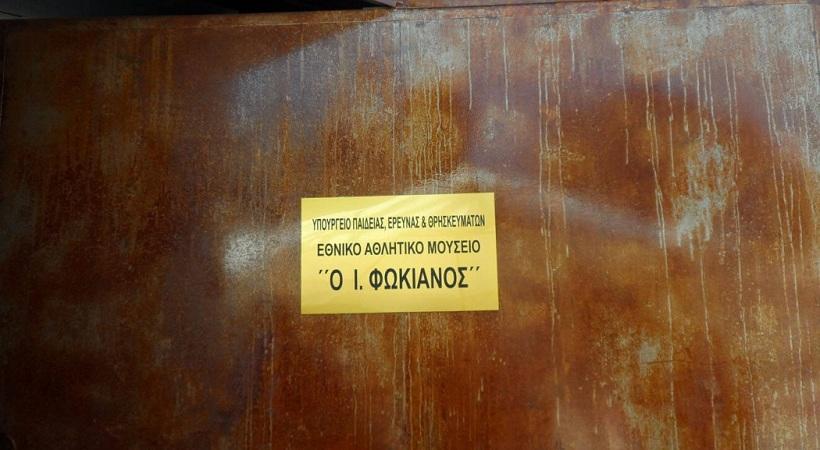 ΥΠΟΥΡΓΕΙΟ ΠΑΙΔΕΙΑΣ, ΕΡΕΥΝΑΣ & ΘΡΗΣΚΕΥΜΑΤΩΝ
ΕΘΝΙΚΟ ΑΘΛΗΤΙΚΟ ΜΟΥΣΕΙΟ
´´Ο Ι. ΦΩΚΙΑΝΟΣ´´